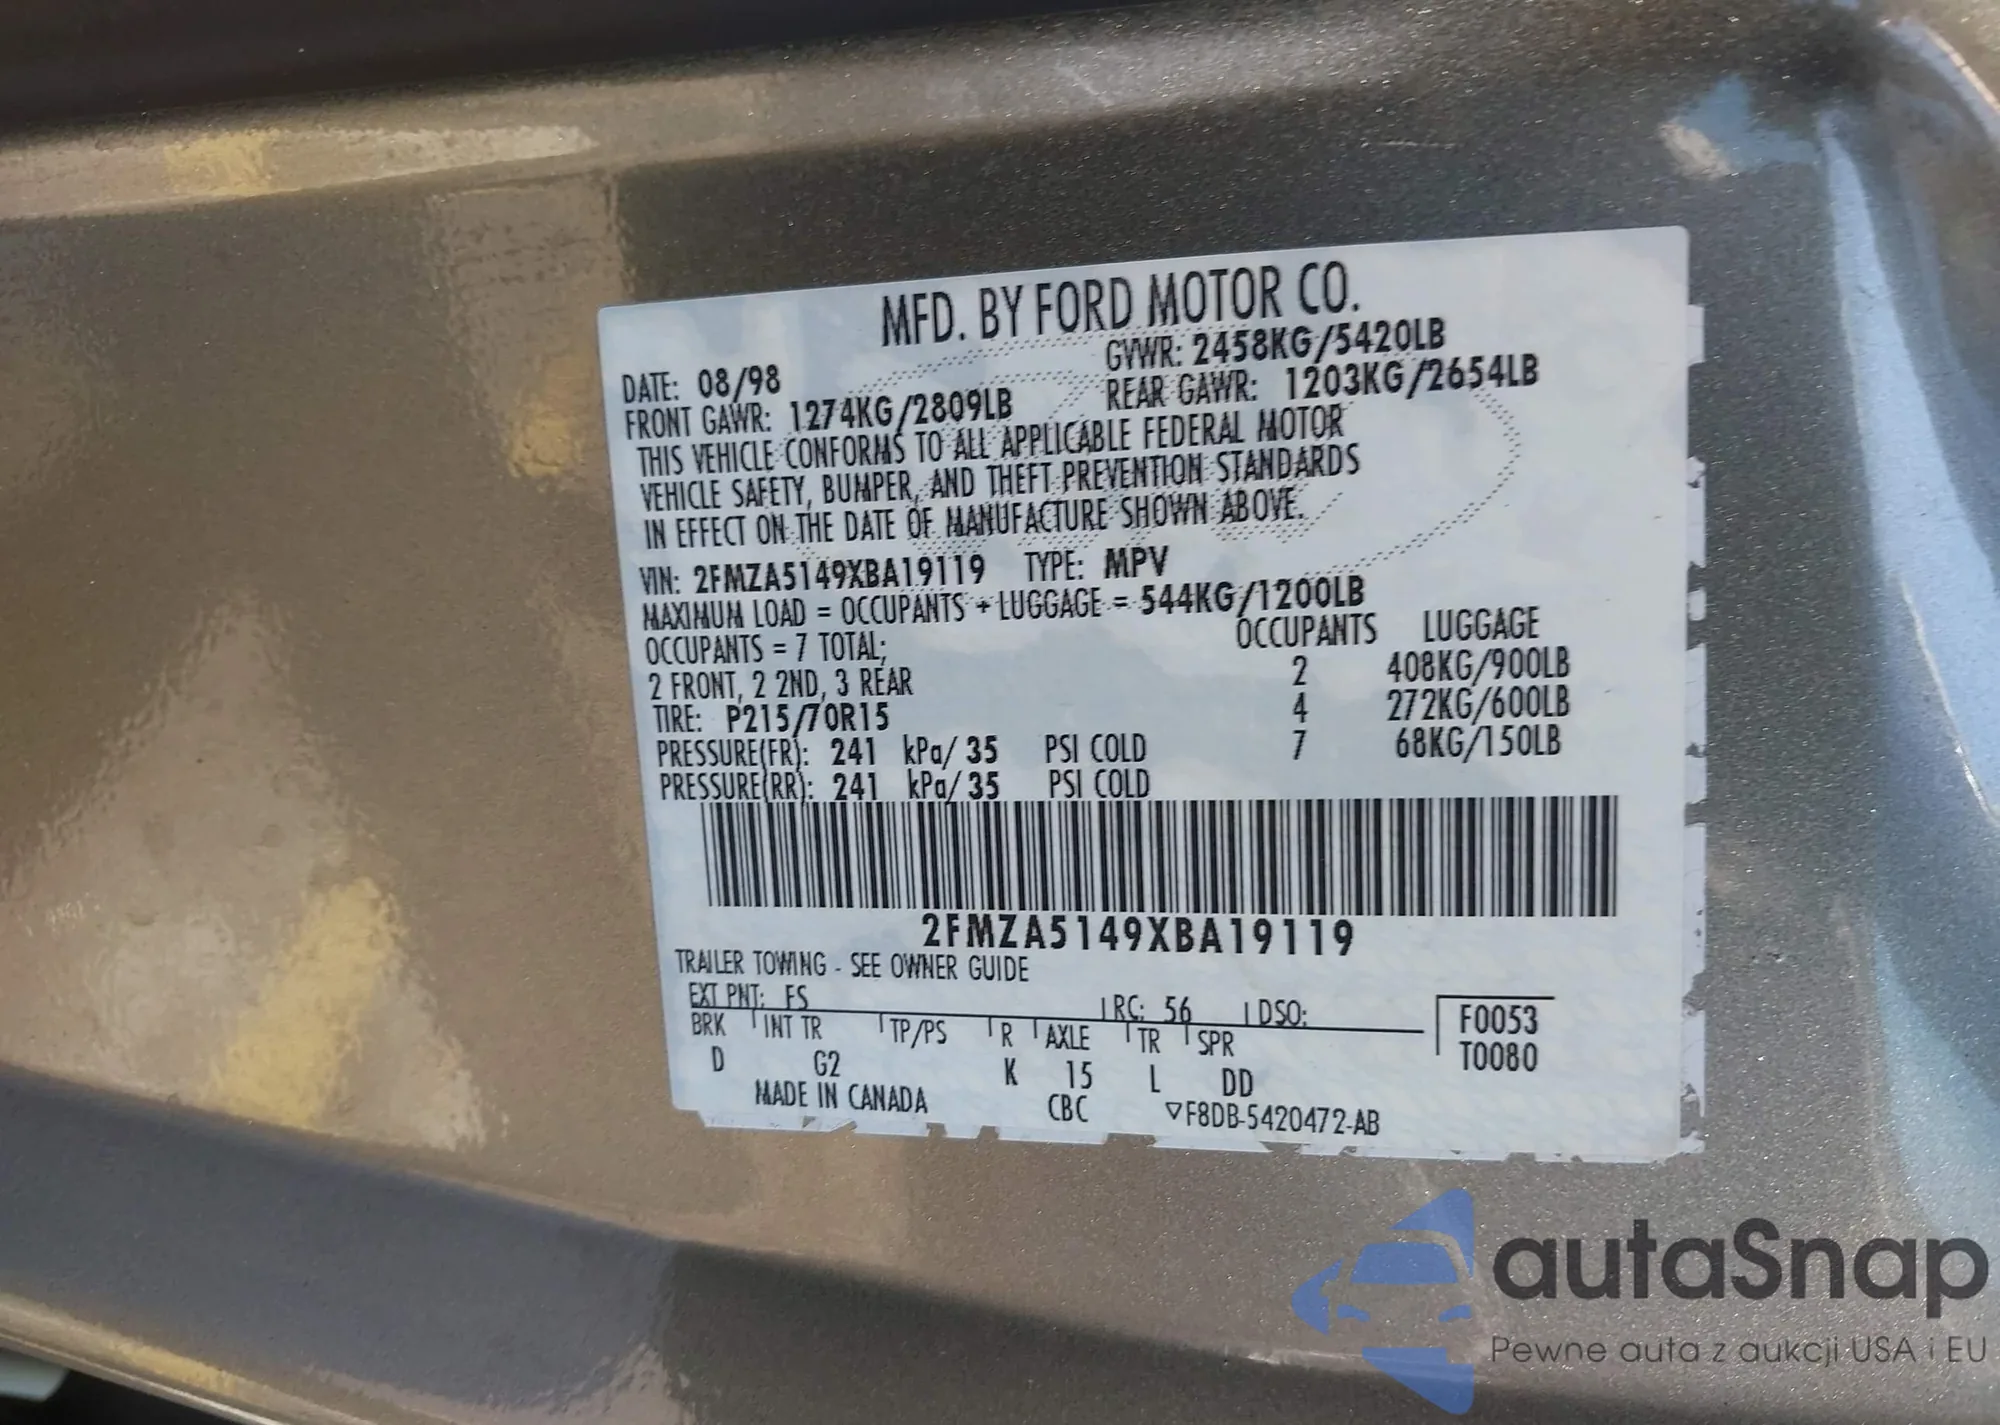 MFD. BY FORD MOTOR CO.
DATE: 08/98 GVWR: 2458KG/5420LB
FRONT GAWR: 1274KG/2809LB REAR GAWR: 1203KG/2654LB
THIS VEHICLE CONFORMS TO ALL APPLICABLE FEDERAL MOTOR
VEHICLE SAFETY, BUMPER, AND THEFT PREVENTION STANDARDS
IN EFFECT ON THE DATE OF MANUFACTURE SHOWN ABOVE.
VIN: 2FMZA5149XBA19119 TYPE: MPV
MAXIMUM LOAD = OCCUPANTS + LUGGAGE = 544KG/1200LB
OCCUPANTS = 7 TOTAL; OCCUPANTS LUGGAGE
2 FRONT, 2 2ND, 3 REAR 2 408KG/900LB
TIRE: P215/70R15 4 272KG/600LB
PRESSURE(FR): 241 kPa/ 35 PSI COLD 7 68KG/150LB
PRESSURE(RR): 241 kPa/ 35 PSI COLD
2FMZA5149XBA19119
TRAILER TOWING - SEE OWNER GUIDE
EXT PNT: FS RC: 56 DSO: F0053
BRK INT TR TP/PS R AXLE TR SPR T0080
D G2 K 15 L DD
MADE IN CANADA CBC ▽F8DB-5420472-AB
autaSnap
Pewne auta z aukcji USA i EU